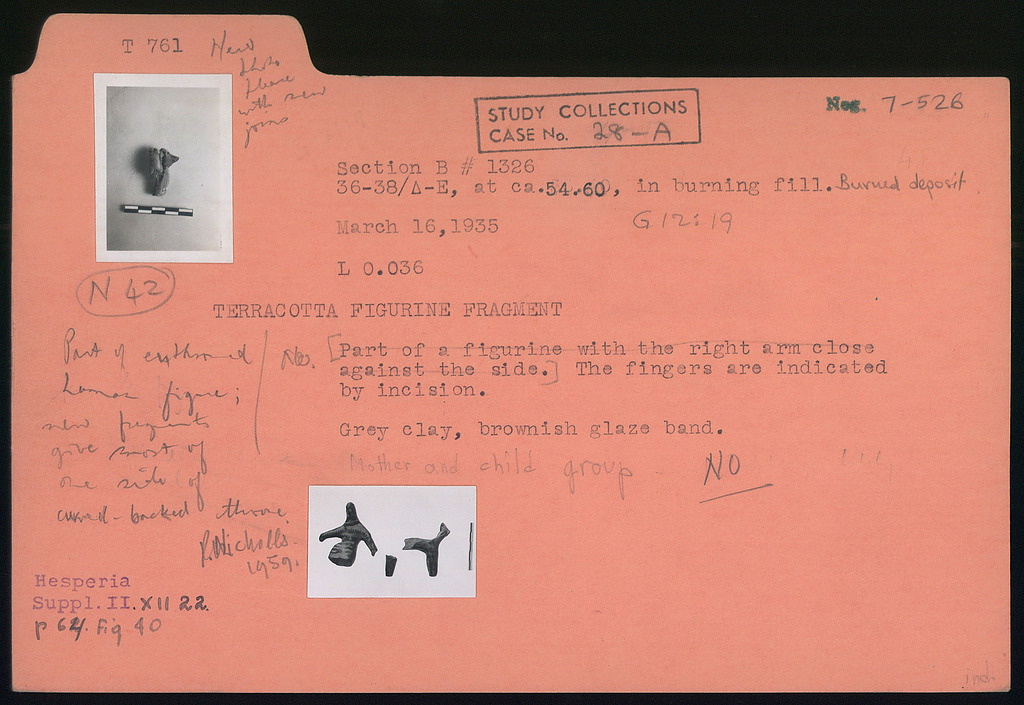 T 761
New
photo
please
with new
joins
STUDY COLLECTIONS
CASE No. 28-A
Neg. 7-526
Section B # 1326
36-38/Δ-E, at ca.54.60, in burning fill. Burned deposit
March 16,1935
G 12:19
L 0.036
N 42
TERRACOTTA FIGURINE FRAGMENT
Part of enthroned
human figure;
new fragments
give most of
one side of
curved-backed throne.
R.Nicholls.
1959.
No.
[Part of a figurine with the right arm close
against the side.] The fingers are indicated
by incision.
Grey clay, brownish glaze band.
Mother and child group NO
Hesperia
Suppl. II. XII 22.
p 64. Fig 40